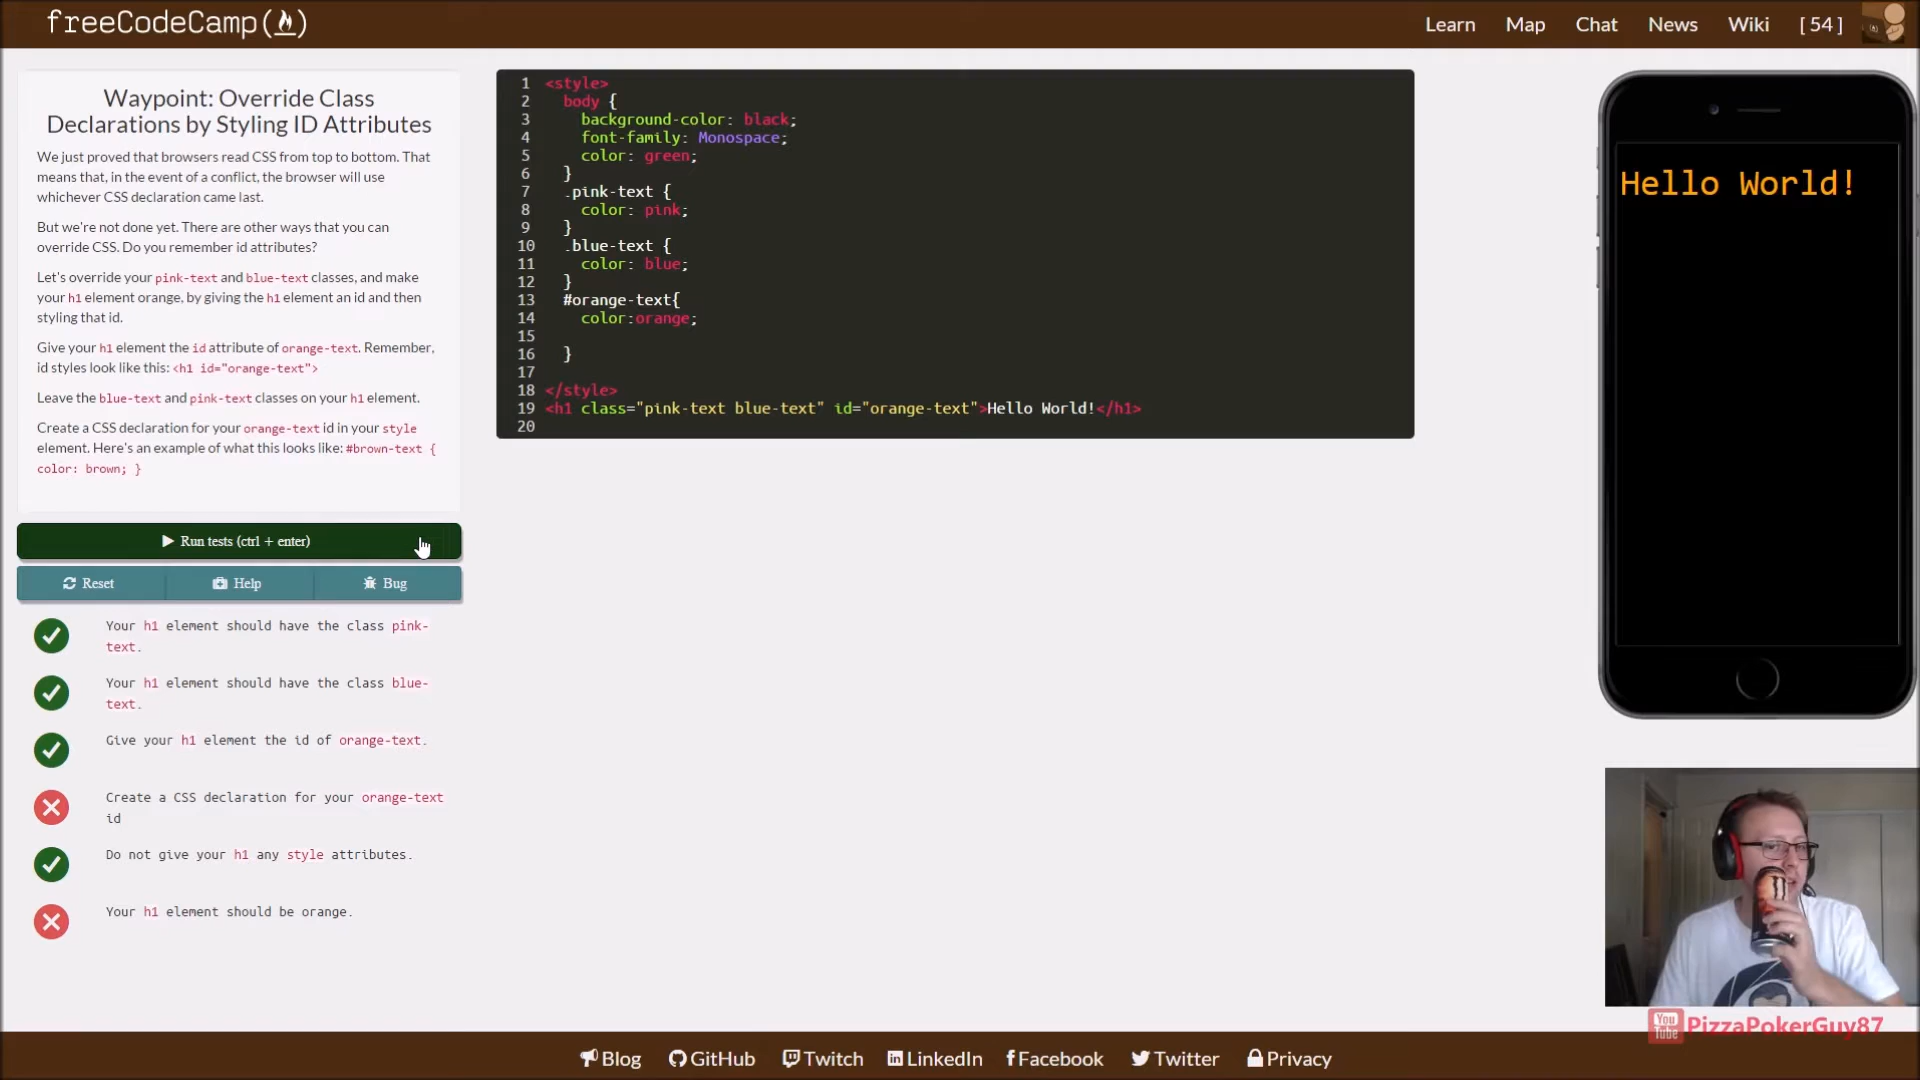 freeCodeCamp
Learn Map Chat News Wiki [ 54 ]
Waypoint: Override Class
Declarations by Styling ID Attributes
We just proved that browsers read CSS from top to bottom. That
means that, in the event of a conflict, the browser will use
whichever CSS declaration came last.
But we're not done yet. There are other ways that you can
override CSS. Do you remember id attributes?
Let's override your pink-text and blue-text classes, and make
your h1 element orange, by giving the h1 element an id and then
styling that id.
Give your h1 element the id attribute of orange-text. Remember,
id styles look like this: <h1 id="orange-text">
Leave the blue-text and pink-text classes on your h1 element.
Create a CSS declaration for your orange-text id in your style
element. Here's an example of what this looks like: #brown-text {
color: brown; }
Run tests (ctrl + enter)
Reset Help Bug
Your h1 element should have the class pink-
text.
Your h1 element should have the class blue-
text.
Give your h1 element the id of orange-text.
Create a CSS declaration for your orange-text
id
Do not give your h1 any style attributes.
Your h1 element should be orange.
1 <style>
2 body {
3 background-color: black;
4 font-family: Monospace;
5 color: green;
6 }
7 .pink-text {
8 color: pink;
9 }
10 .blue-text {
11 color: blue;
12 }
13 #orange-text{
14 color:orange;
15
16 }
17
18 </style>
19 <h1 class="pink-text blue-text" id="orange-text">Hello World!</h1>
20
Hello World!
You Tube PizzaPokerGuy87
Blog GitHub Twitch LinkedIn Facebook Twitter Privacy